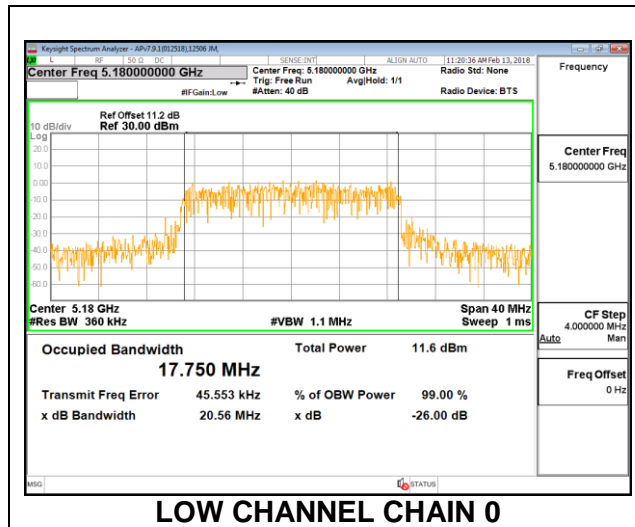 Keysight Spectrum Analyzer - APv7.9.1(012518),12506 JM,
L RF 50 Ω DC SENSE:INT ALIGN AUTO 11:20:36 AM Feb 13, 2018
Center Freq 5.180000000 GHz Center Freq: 5.180000000 GHz Radio Std: None Frequency
Trig: Free Run Avg|Hold: 1/1
#IFGain:Low #Atten: 40 dB Radio Device: BTS
Ref Offset 11.2 dB
10 dB/div Ref 30.00 dBm
Log
20.0
10.0
0.00
-10.0
-20.0
-30.0
-40.0
-50.0
-60.0
Center Freq
5.180000000 GHz
Center 5.18 GHz Span 40 MHz
#Res BW 360 kHz #VBW 1.1 MHz Sweep 1 ms
CF Step
4.000000 MHz
Auto Man
Occupied Bandwidth Total Power 11.6 dBm
17.750 MHz
Freq Offset
0 Hz
Transmit Freq Error 45.553 kHz % of OBW Power 99.00 %
x dB Bandwidth 20.56 MHz x dB -26.00 dB
MSG STATUS
LOW CHANNEL CHAIN 0